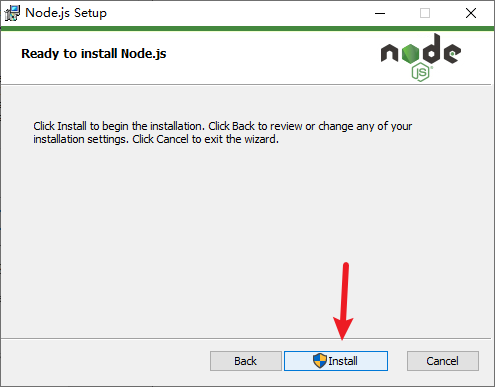 Node.js Setup
Ready to install Node.js
node
JS
Click Install to begin the installation. Click Back to review or change any of your
installation settings. Click Cancel to exit the wizard.
Back
Install
Cancel